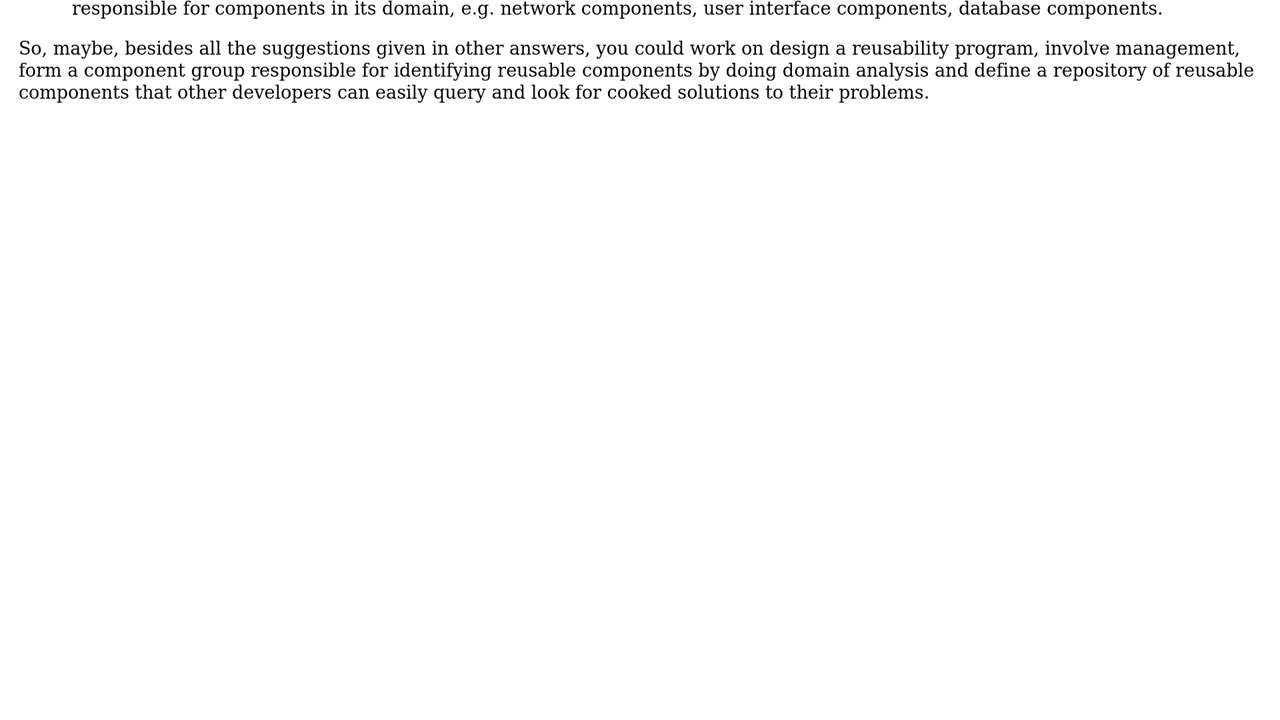 responsible for components in its domain, e.g. network components, user interface components, database components.
So, maybe, besides all the suggestions given in other answers, you could work on design a reusability program, involve management,
form a component group responsible for identifying reusable components by doing domain analysis and define a repository of reusable
components that other developers can easily query and look for cooked solutions to their problems.